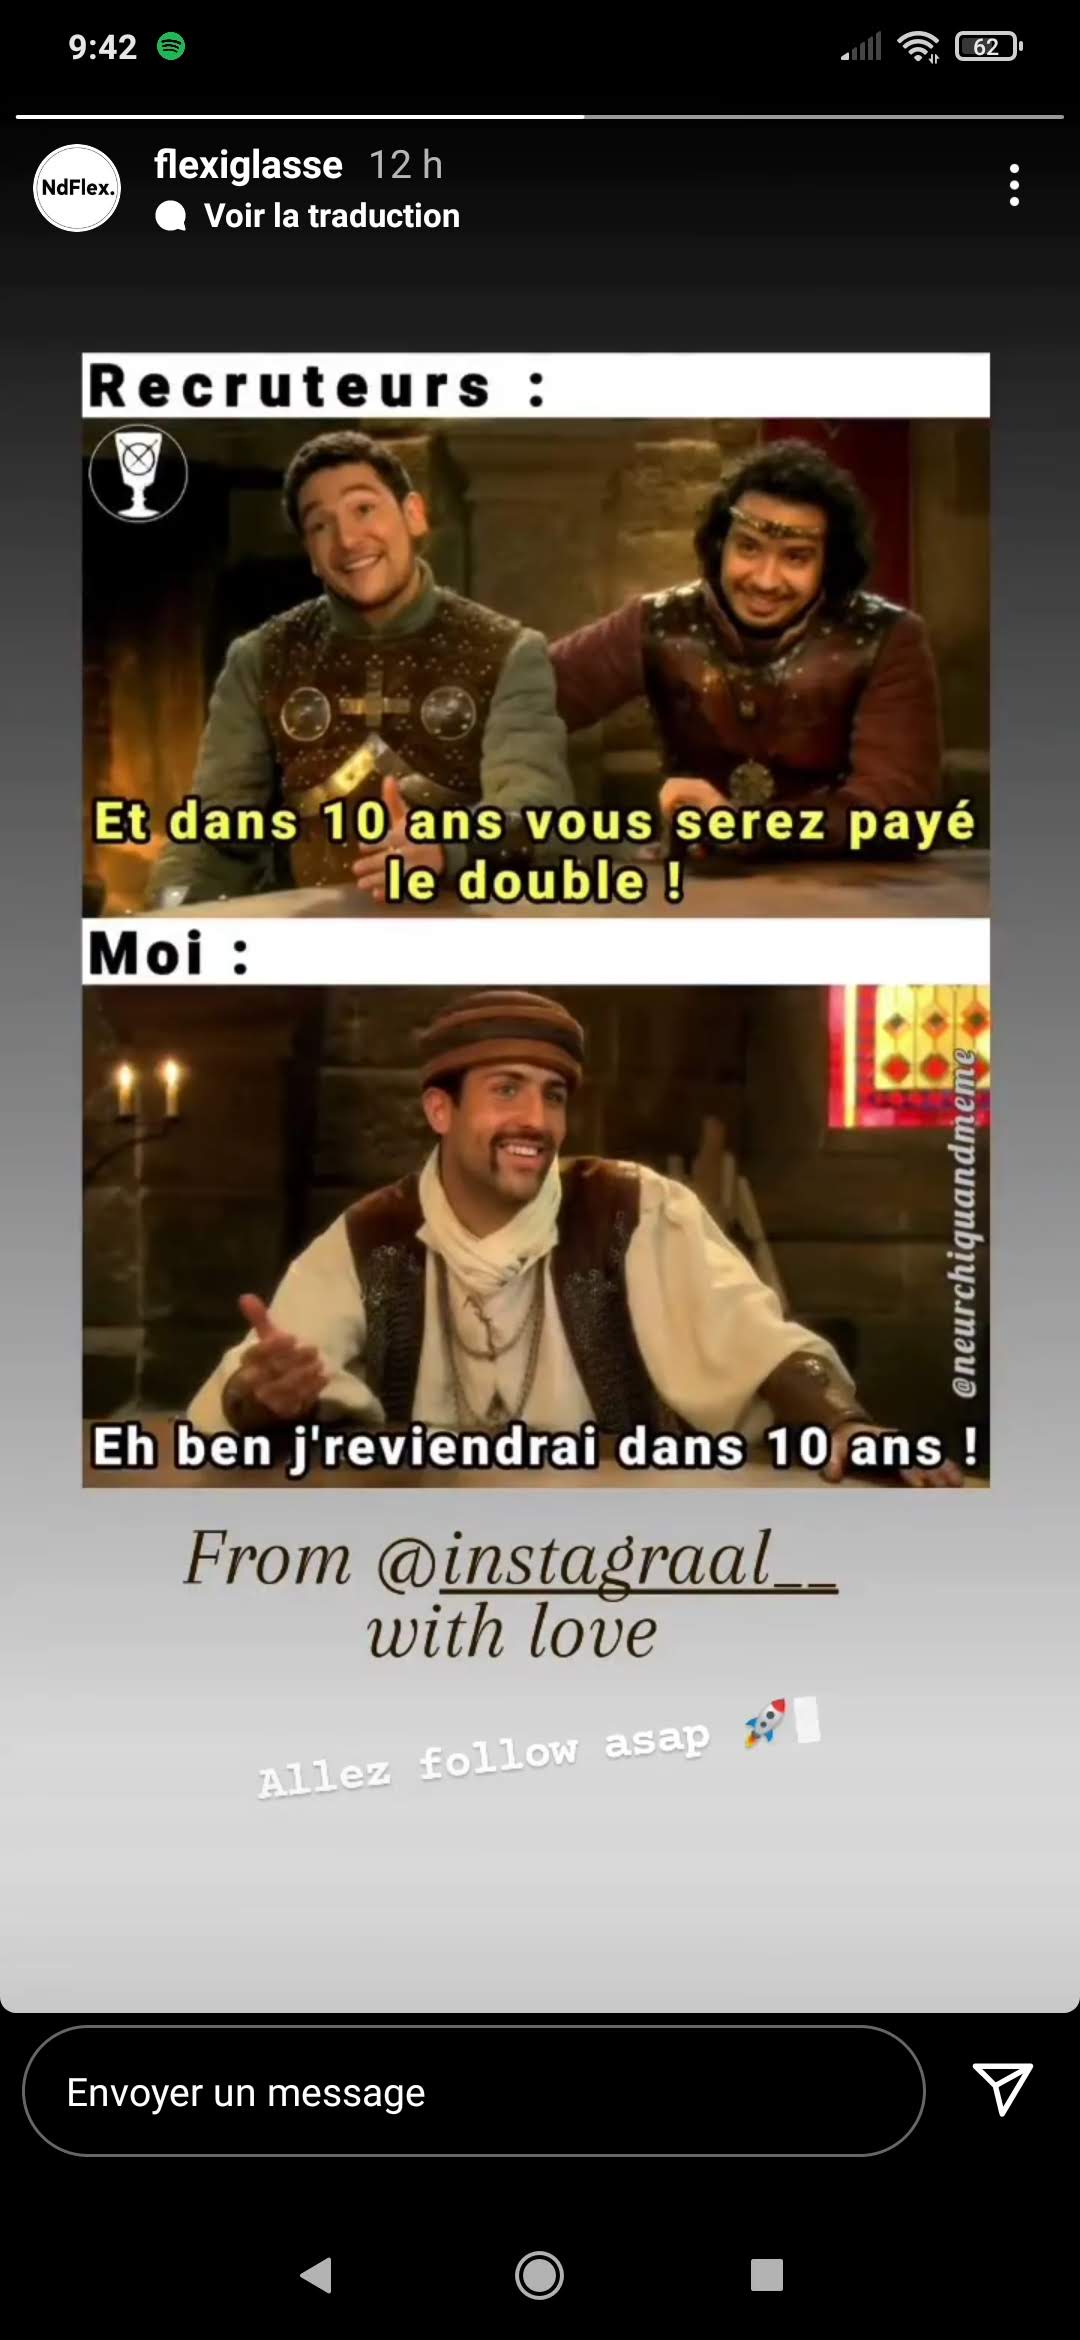 9:42
62
NdFlex.
flexiglasse 12 h
Voir la traduction
Recruteurs :
Et dans 10 ans vous serez payé
le double !
Moi :
@neurchiquandmeme
Eh ben j'reviendrai dans 10 ans !
From @instagraal__
with love
Allez follow asap 🚀
Envoyer un message